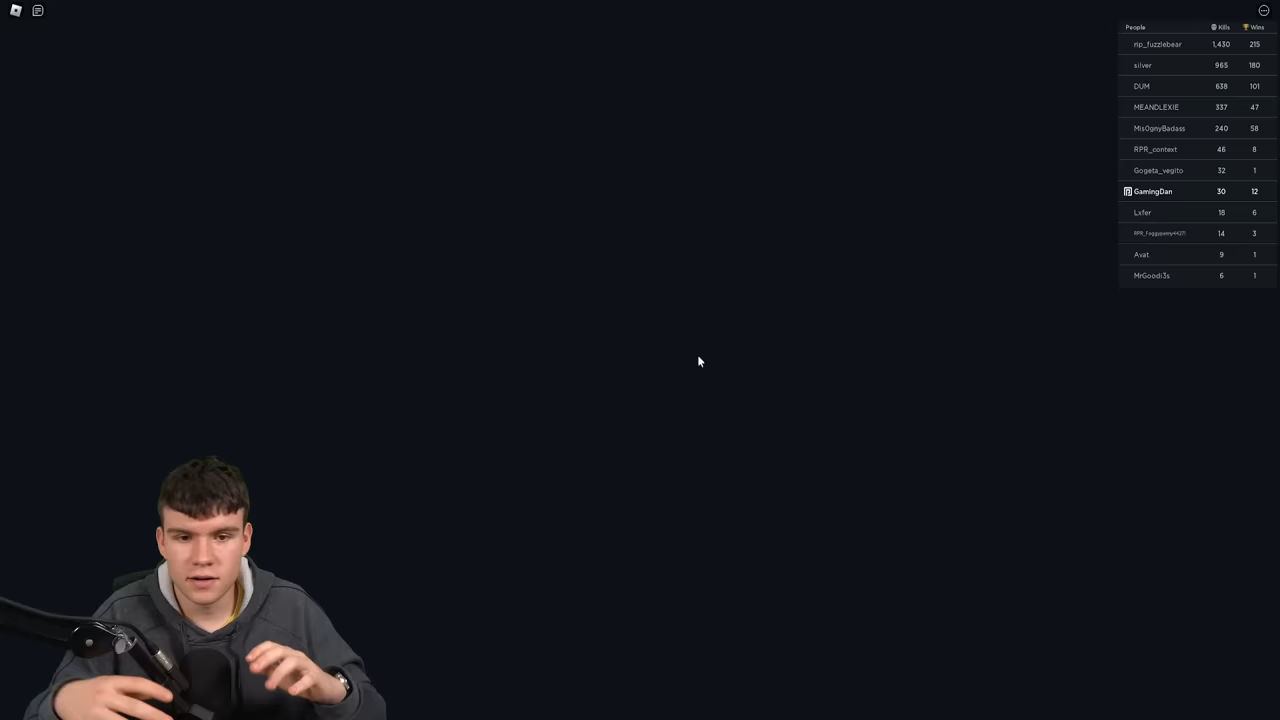 People Kills Wins
rip_fuzzlebear 1,430 215
silver 965 180
DUM 638 101
MEANDLEXIE 337 47
Mis0gnyBadass 240 58
RPR_context 46 8
Gogeta_vegito 32 1
GamingDan 30 12
Lxfer 18 6
14 3
Avat 9 1
MrGoodi3s 6 1